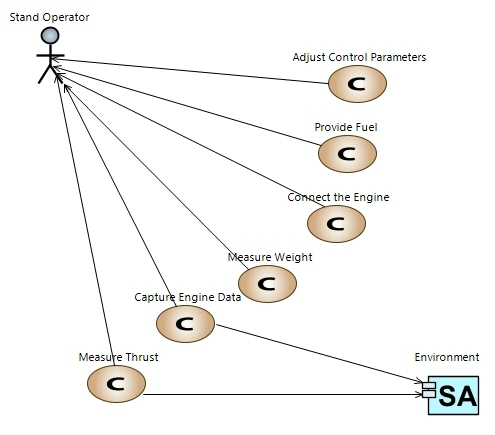 Stand Operator
Adjust Control Parameters
C
Provide Fuel
C
Connect the Engine
C
Measure Weight
C
Capture Engine Data
C
Measure Thrust
C
Environment
SA